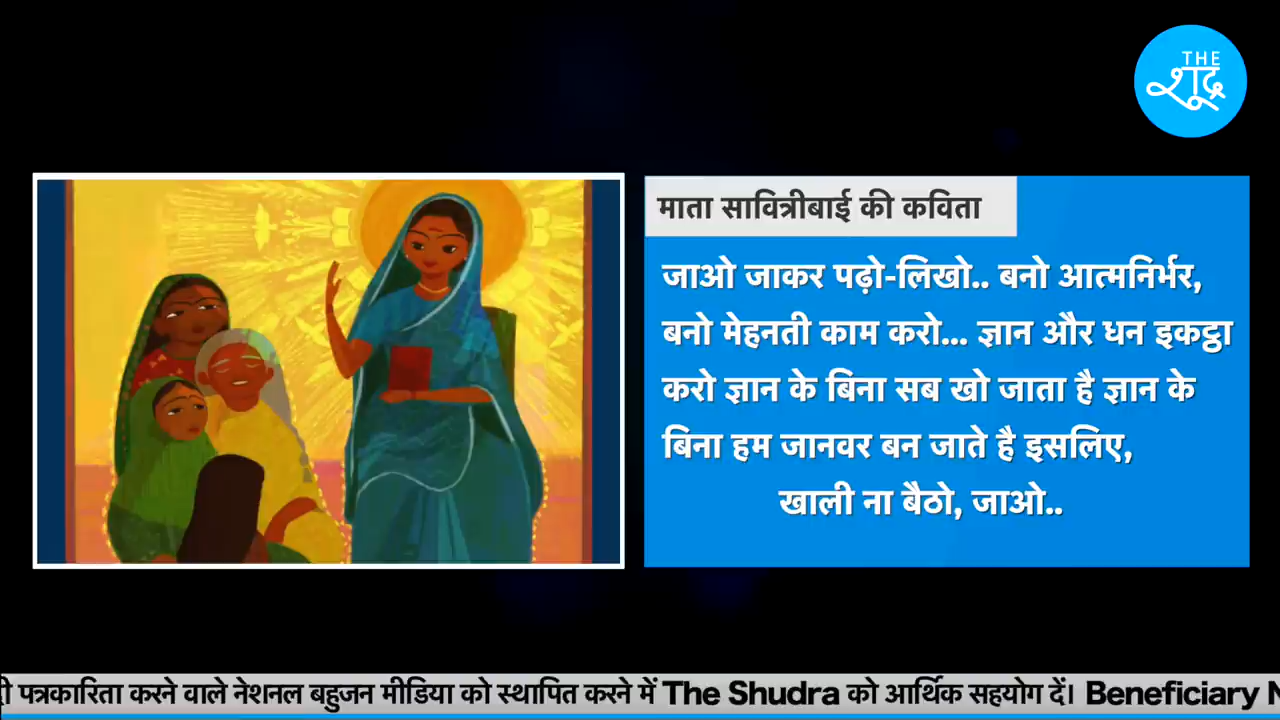 THE
शूद्र
माता सावित्रीबाई की कविता
जाओ जाकर पढ़ो-लिखो.. बनो आत्मनिर्भर,
बनो मेहनती काम करो... ज्ञान और धन इकट्ठा
करो ज्ञान के बिना सब खो जाता है ज्ञान के
बिना हम जानवर बन जाते है इसलिए,
खाली ना बैठो, जाओ..
पत्रकारिता करने वाले नेशनल बहुजन मीडिया को स्थापित करने में The Shudra को आर्थिक सहयोग दें। Beneficiary